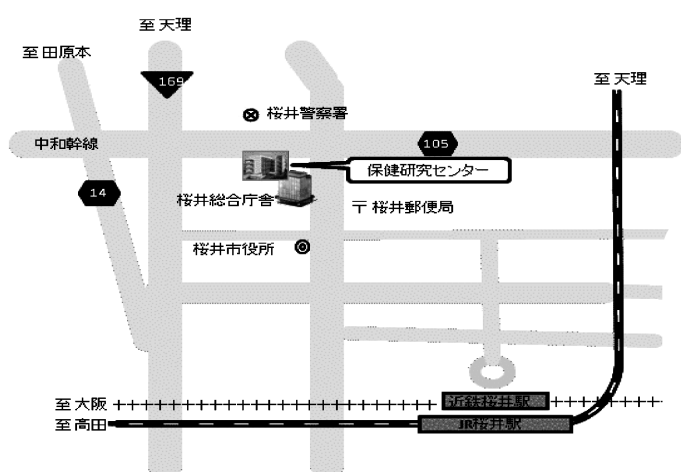 至天理
至田原本
169
至天理
桜井警察署
中和幹線
105
保健研究センター
14
桜井総合庁舎
〒桜井郵便局
桜井市役所
至大阪
近鉄桜井駅
至高田
JR桜井駅